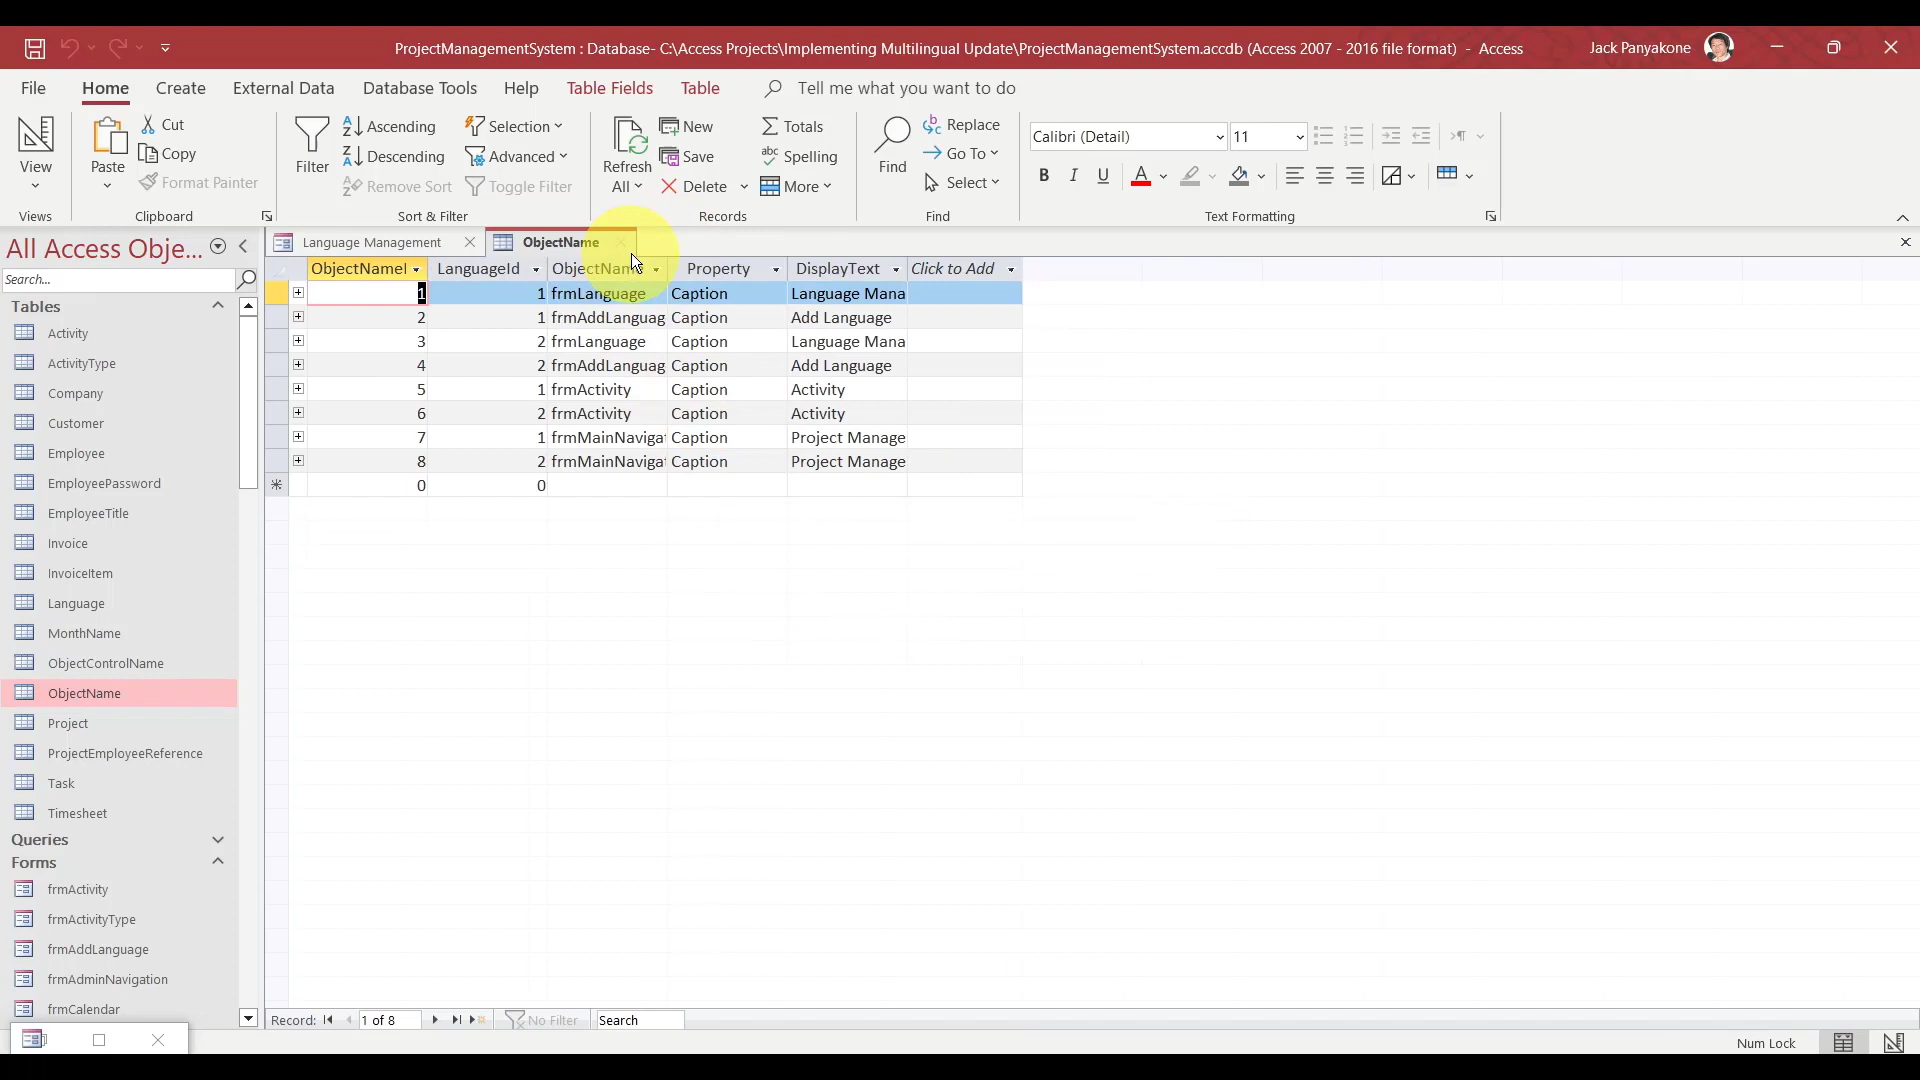 ProjectManagementSystem : Database- C:\Access Projects\Implementing Multilingual Update\ProjectManagementSystem.accdb (Access 2007 - 2016 file format) - Access
Jack Panyakone
File Home Create External Data Database Tools Help Table Fields Table Tell me what you want to do
View
Views
Paste
Cut
Copy
Format Painter
Clipboard
Filter
Ascending
Descending
Remove Sort
Selection
Advanced
Toggle Filter
Sort & Filter
Refresh
All
New
Save
Delete
Totals
Spelling
More
Records
Find
Replace
Go To
Select
Find
Calibri (Detail) 11
B I U A
Text Formatting
All Access Obje...
Search...
Tables
Activity
ActivityType
Company
Customer
Employee
EmployeePassword
EmployeeTitle
Invoice
InvoiceItem
Language
MonthName
ObjectControlName
ObjectName
Project
ProjectEmployeeReference
Task
Timesheet
Queries
Forms
frmActivity
frmActivityType
frmAddLanguage
frmAdminNavigation
frmCalendar
Language Management ObjectName
ObjectNameI LanguageId ObjectName Property DisplayText Click to Add
1 1 frmLanguage Caption Language Mana
2 1 frmAddLanguag Caption Add Language
3 2 frmLanguage Caption Language Mana
4 2 frmAddLanguag Caption Add Language
5 1 frmActivity Caption Activity
6 2 frmActivity Caption Activity
7 1 frmMainNavigat Caption Project Manage
8 2 frmMainNavigat Caption Project Manage
0 0
Record: 1 of 8 No Filter Search
Num Lock